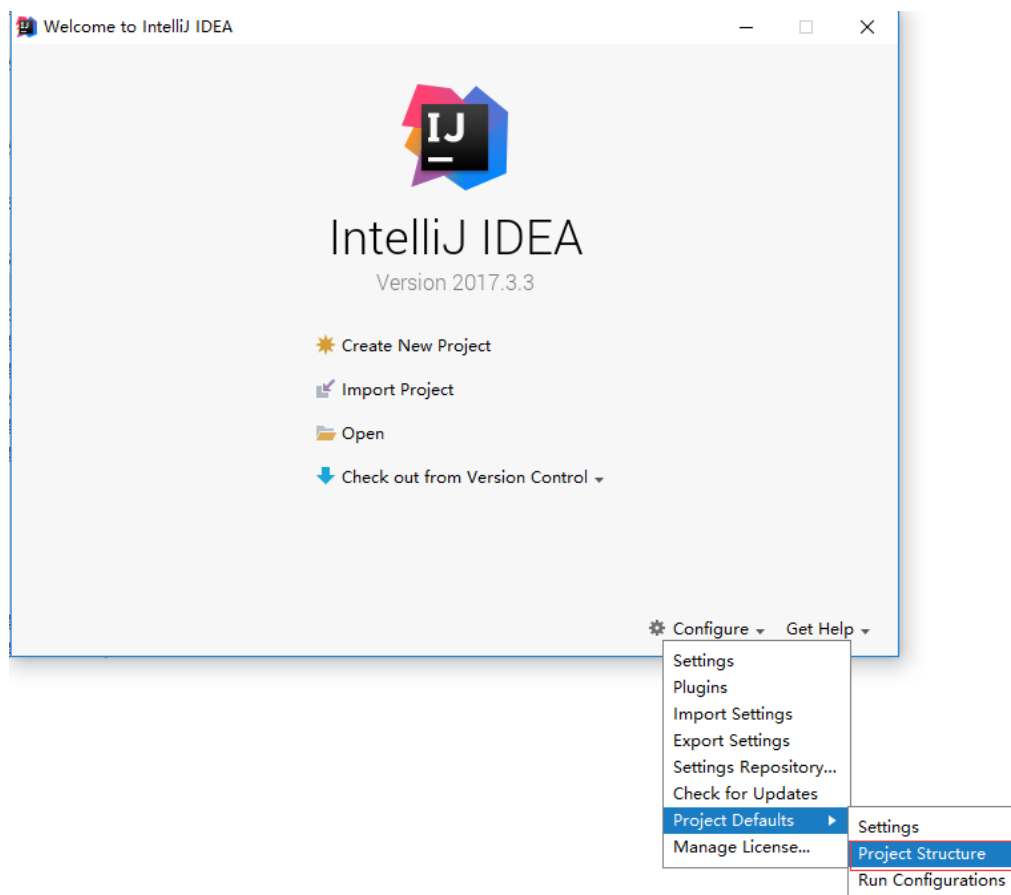 Welcome to IntelliJ IDEA
IJ
IntelliJ IDEA
Version 2017.3.3
Create New Project
Import Project
Open
Check out from Version Control
Configure
Get Help
Settings
Plugins
Import Settings
Export Settings
Settings Repository...
Check for Updates
Project Defaults
Manage License...
Settings
Project Structure
Run Configurations